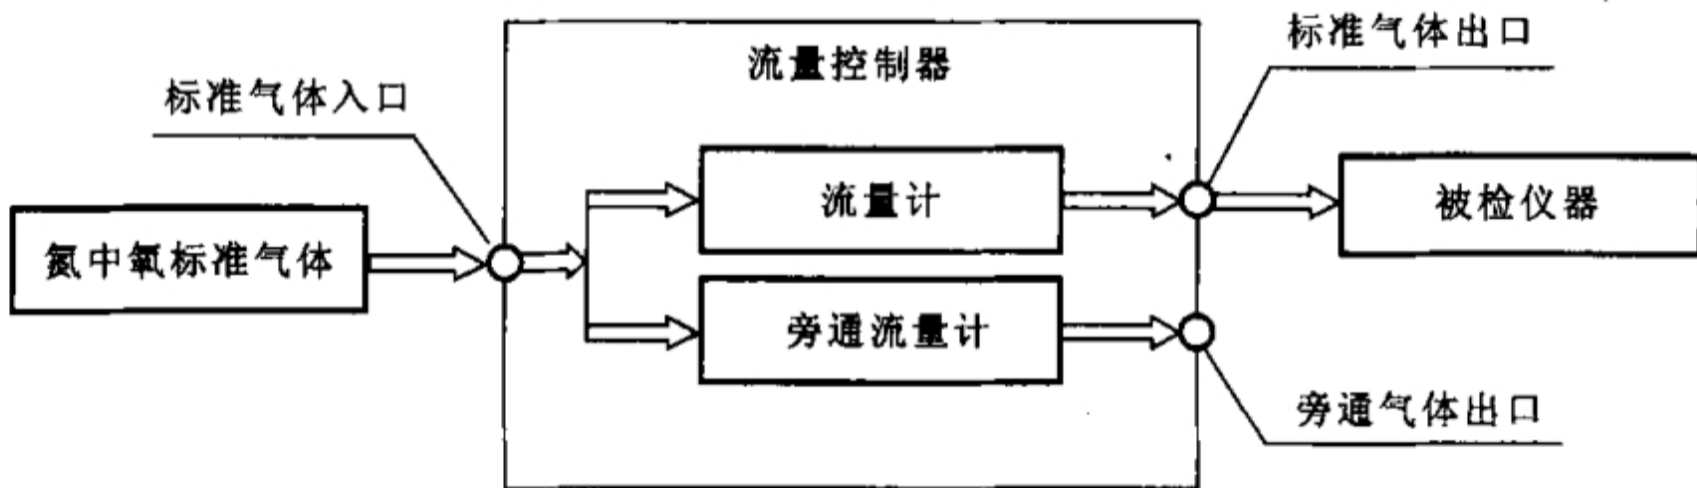 标准气体出口
流量控制器
标准气体入口
流量计
被检仪器
氮中氧标准气体
旁通流量计
旁通气体出口